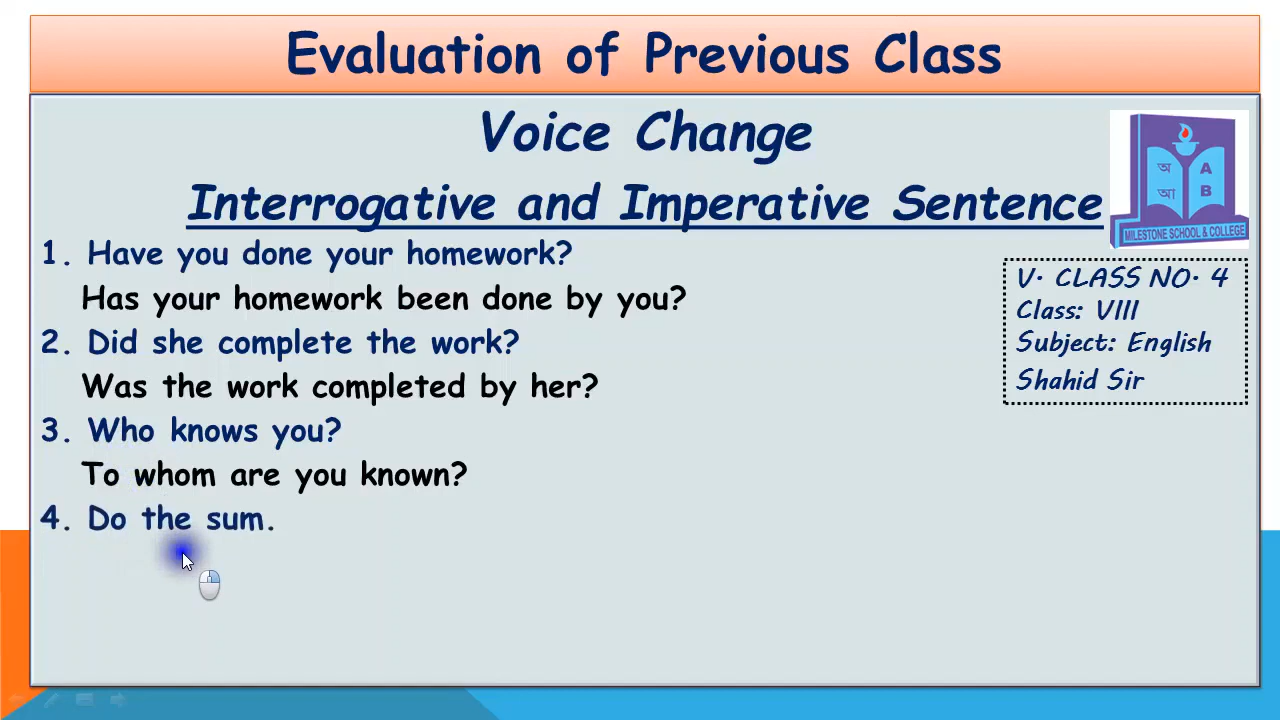 Evaluation of Previous Class
Voice Change
Interrogative and Imperative Sentence
1. Have you done your homework?
Has your homework been done by you?
2. Did she complete the work?
Was the work completed by her?
3. Who knows you?
To whom are you known?
4. Do the sum.
অ A
আ B
MILESTONE SCHOOL & COLLEGE
V. CLASS NO. 4
Class: VIII
Subject: English
Shahid Sir